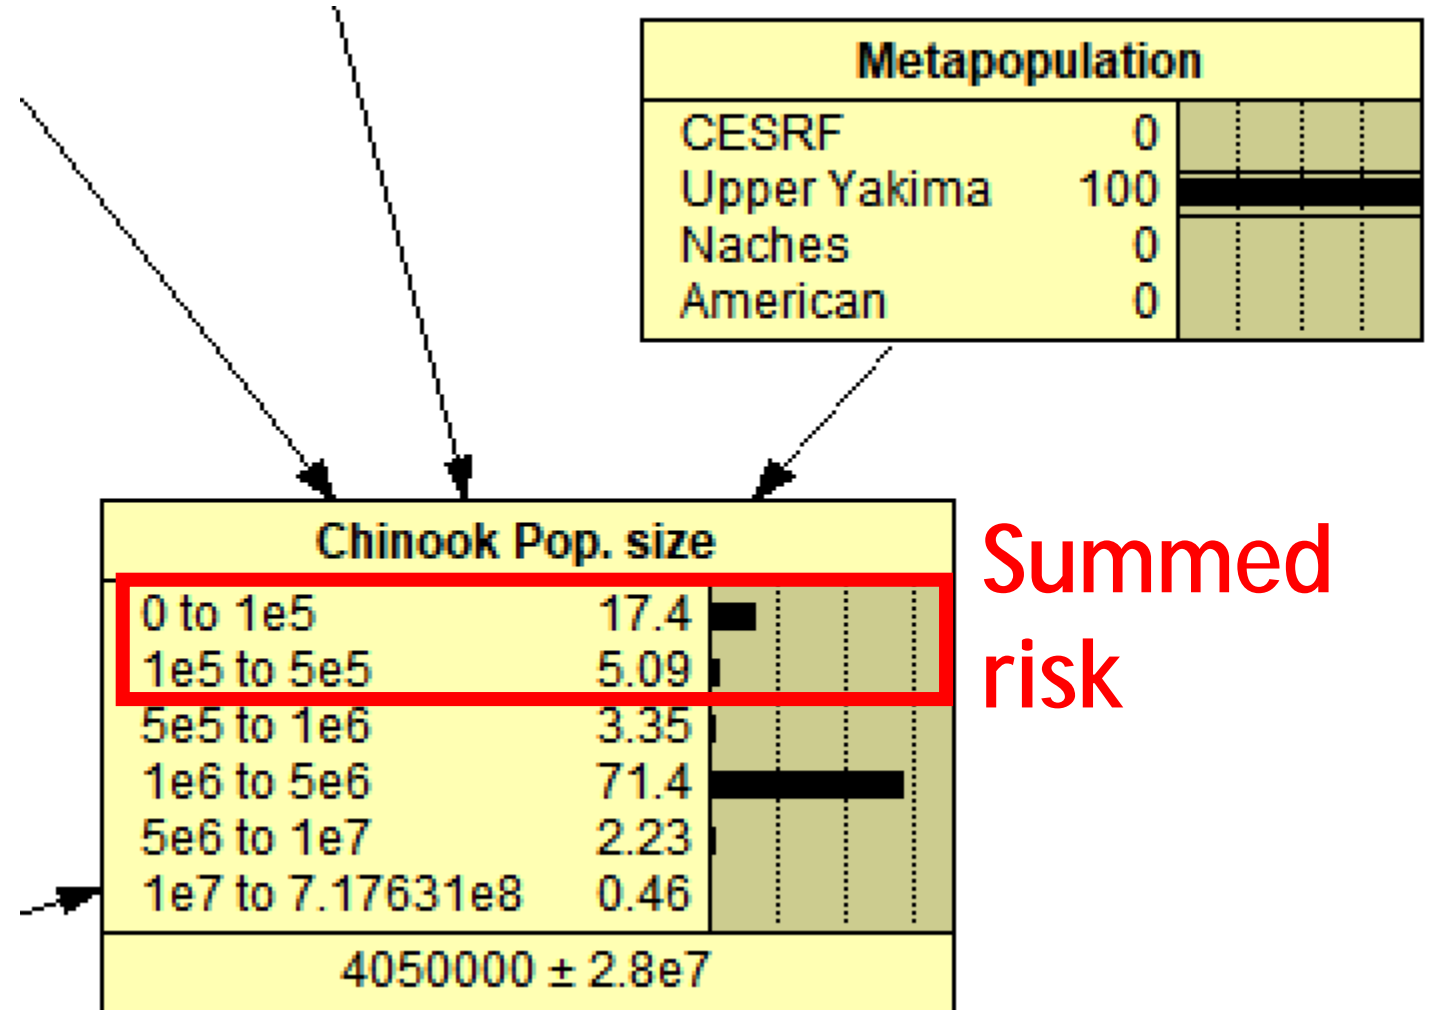 Metapopulation
CESRF 0
Upper Yakima 100
Naches 0
American 0
Chinook Pop. size
0 to 1e5 17.4
1e5 to 5e5 5.09
5e5 to 1e6 3.35
1e6 to 5e6 71.4
5e6 to 1e7 2.23
1e7 to 7.17631e8 0.46
4050000 ± 2.8e7
Summed
risk